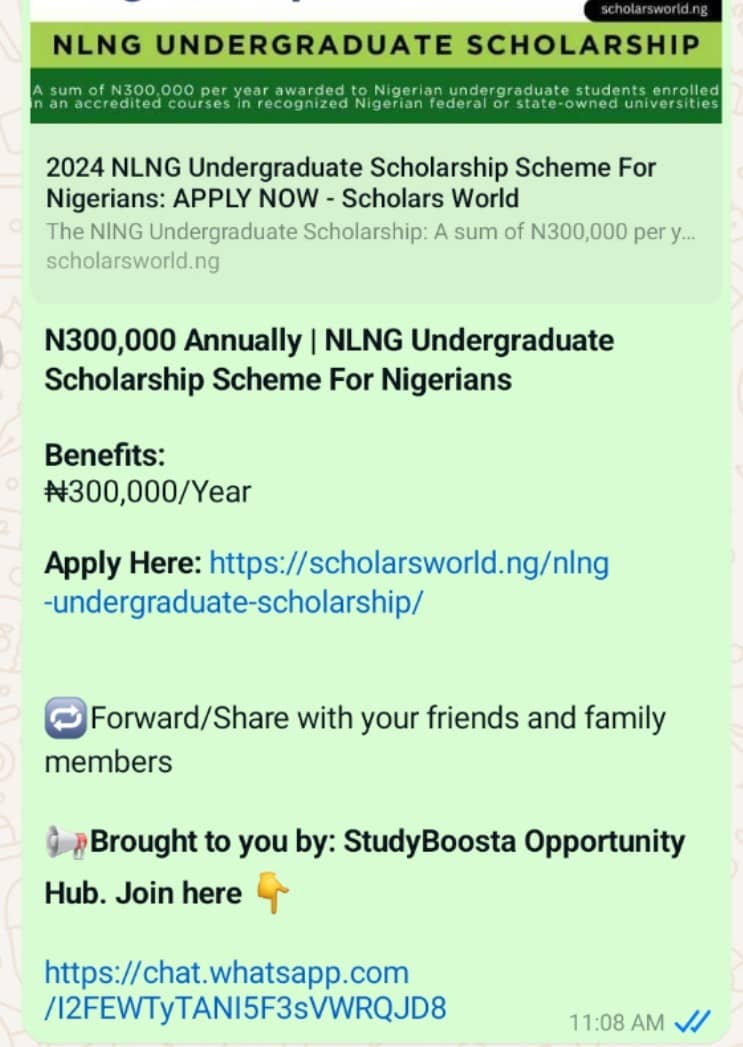 scholarsworld.ng
NLNG UNDERGRADUATE SCHOLARSHIP
A sum of N300,000 per year awarded to Nigerian undergraduate students enrolled
in an accredited courses in recognized Nigerian federal or state-owned universities
2024 NLNG Undergraduate Scholarship Scheme For
Nigerians: APPLY NOW - Scholars World
The NlNG Undergraduate Scholarship: A sum of N300,000 per y...
scholarsworld.ng
N300,000 Annually | NLNG Undergraduate
Scholarship Scheme For Nigerians
Benefits:
₦300,000/Year
Apply Here: https://scholarsworld.ng/nlng
-undergraduate-scholarship/
🔁Forward/Share with your friends and family
members
📢Brought to you by: StudyBoosta Opportunity
Hub. Join here 👇
https://chat.whatsapp.com
/I2FEWTyTANI5F3sVWRQJD8
11:08 AM